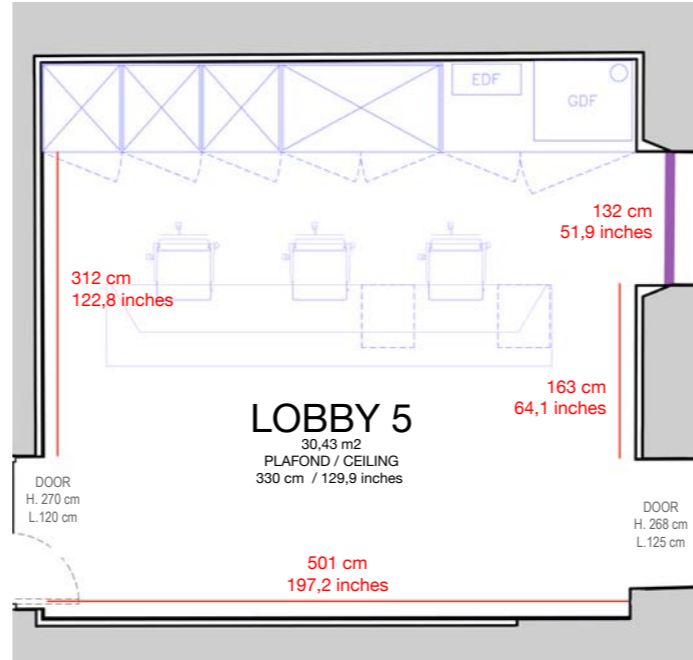 EDF
GDF
132 cm
51,9 inches
312 cm
122,8 inches
163 cm
64,1 inches
LOBBY 5
30,43 m2
PLAFOND / CEILING
330 cm / 129,9 inches
DOOR
H. 270 cm
L.120 cm
DOOR
H. 268 cm
L.125 cm
501 cm
197,2 inches